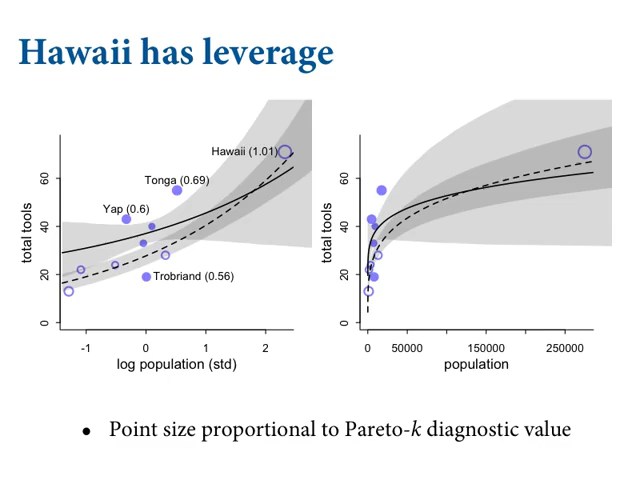 Hawaii has leverage
total tools
0
20
40
60
Hawaii (1.01)
Tonga (0.69)
Yap (0.6)
Trobriand (0.56)
-1 0 1 2
log population (std)
total tools
0
20
40
60
0 50000 150000 250000
population
• Point size proportional to Pareto-k diagnostic value